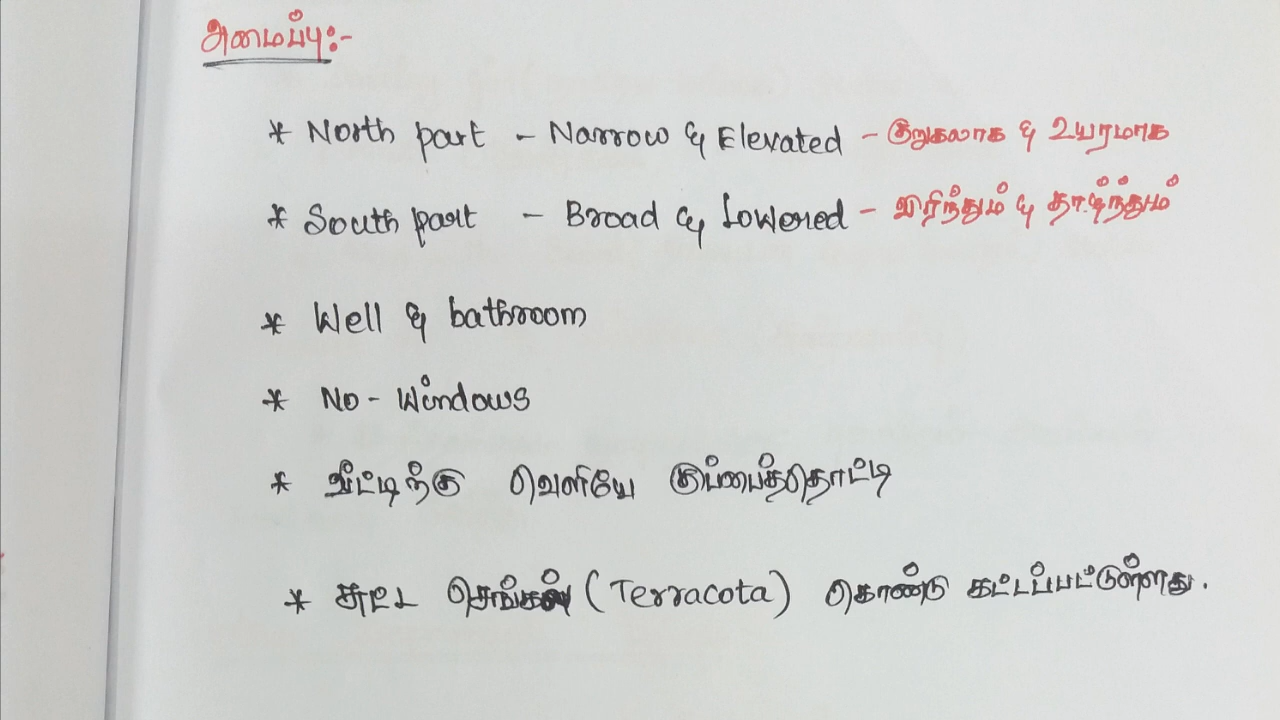 அமைப்பு:-
* North part - Narrow & Elevated - குறுகலாக & உயரமாக
* South part - Broad & Lowered - விரிந்தும் & தாழ்ந்தும்
* Well & bathroom
* No - Windows
* வீட்டிற்கு வெளியே குப்பைத்தொட்டி
* சுட்ட செங்கல் (Terracota) கொண்டு கட்டப்பட்டுள்ளது.